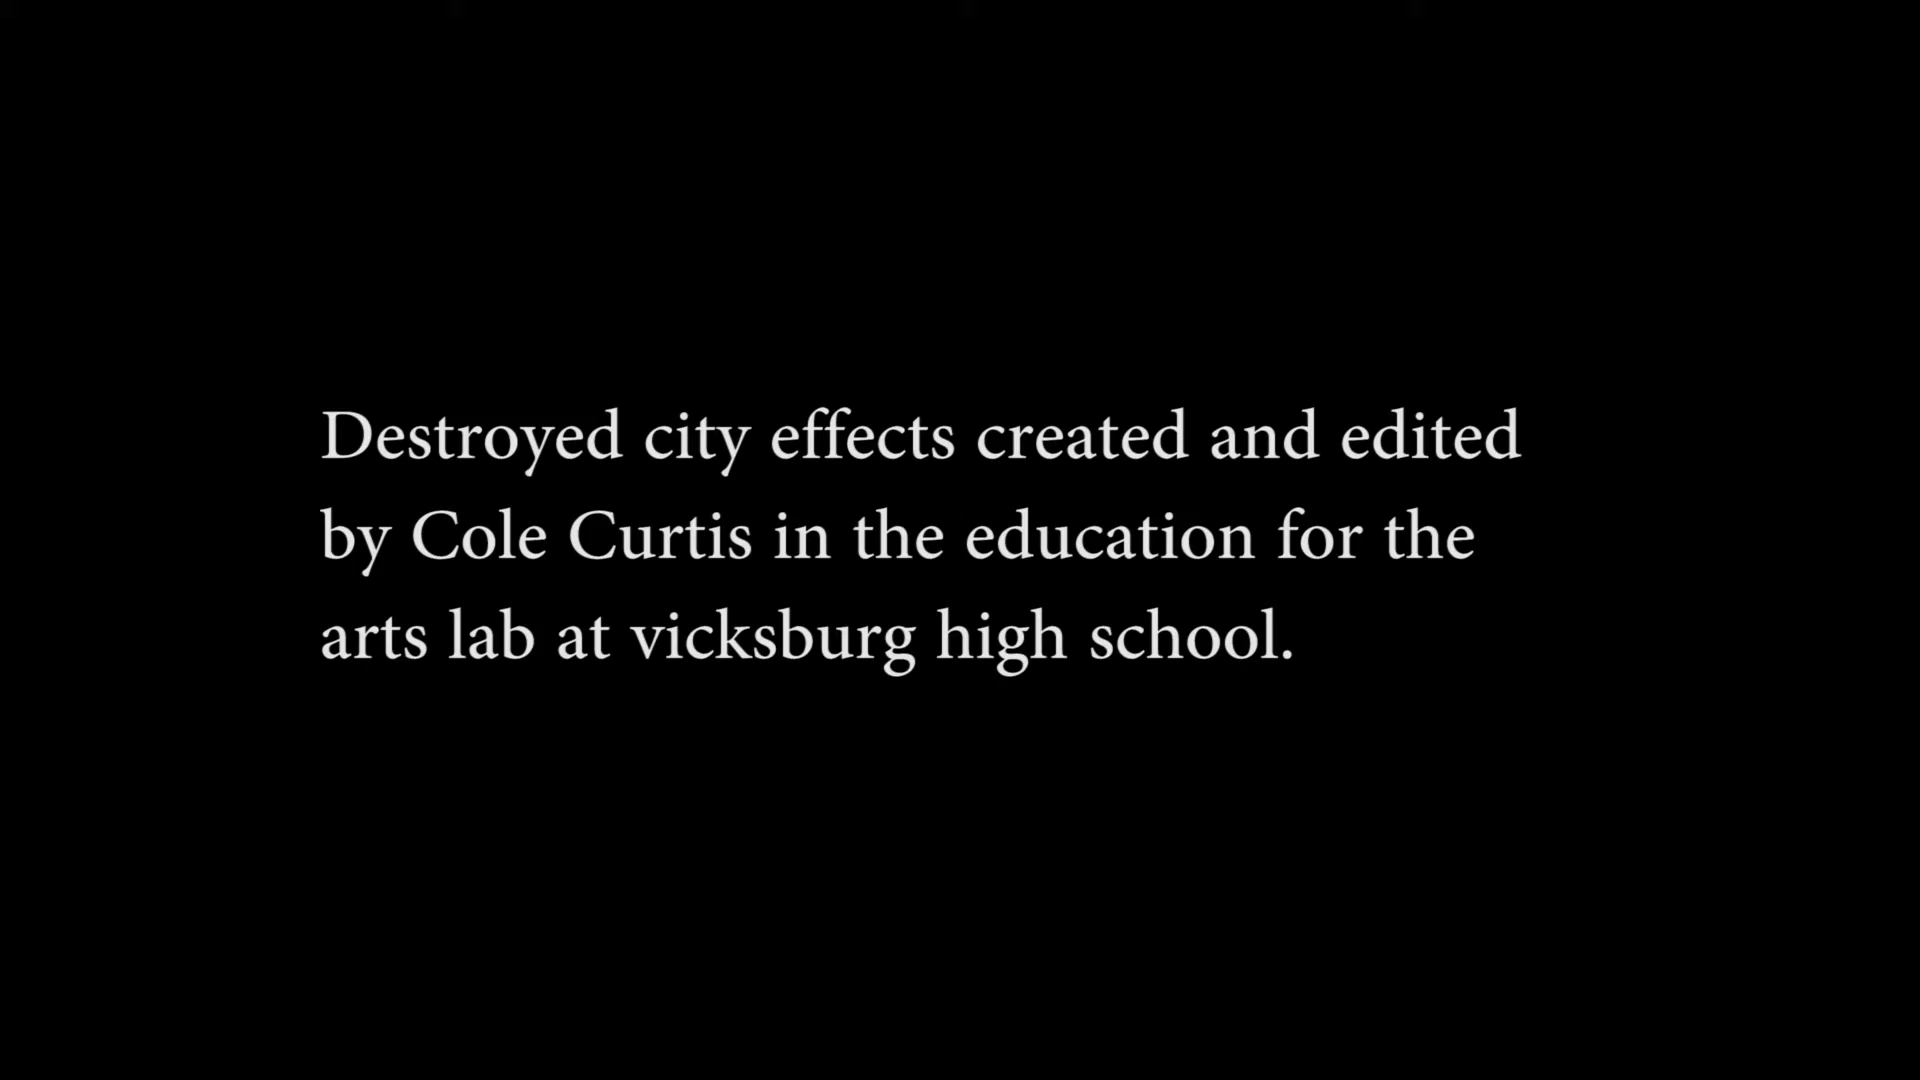 Destroyed city effects created and edited
by Cole Curtis in the education for the
arts lab at vicksburg high school.